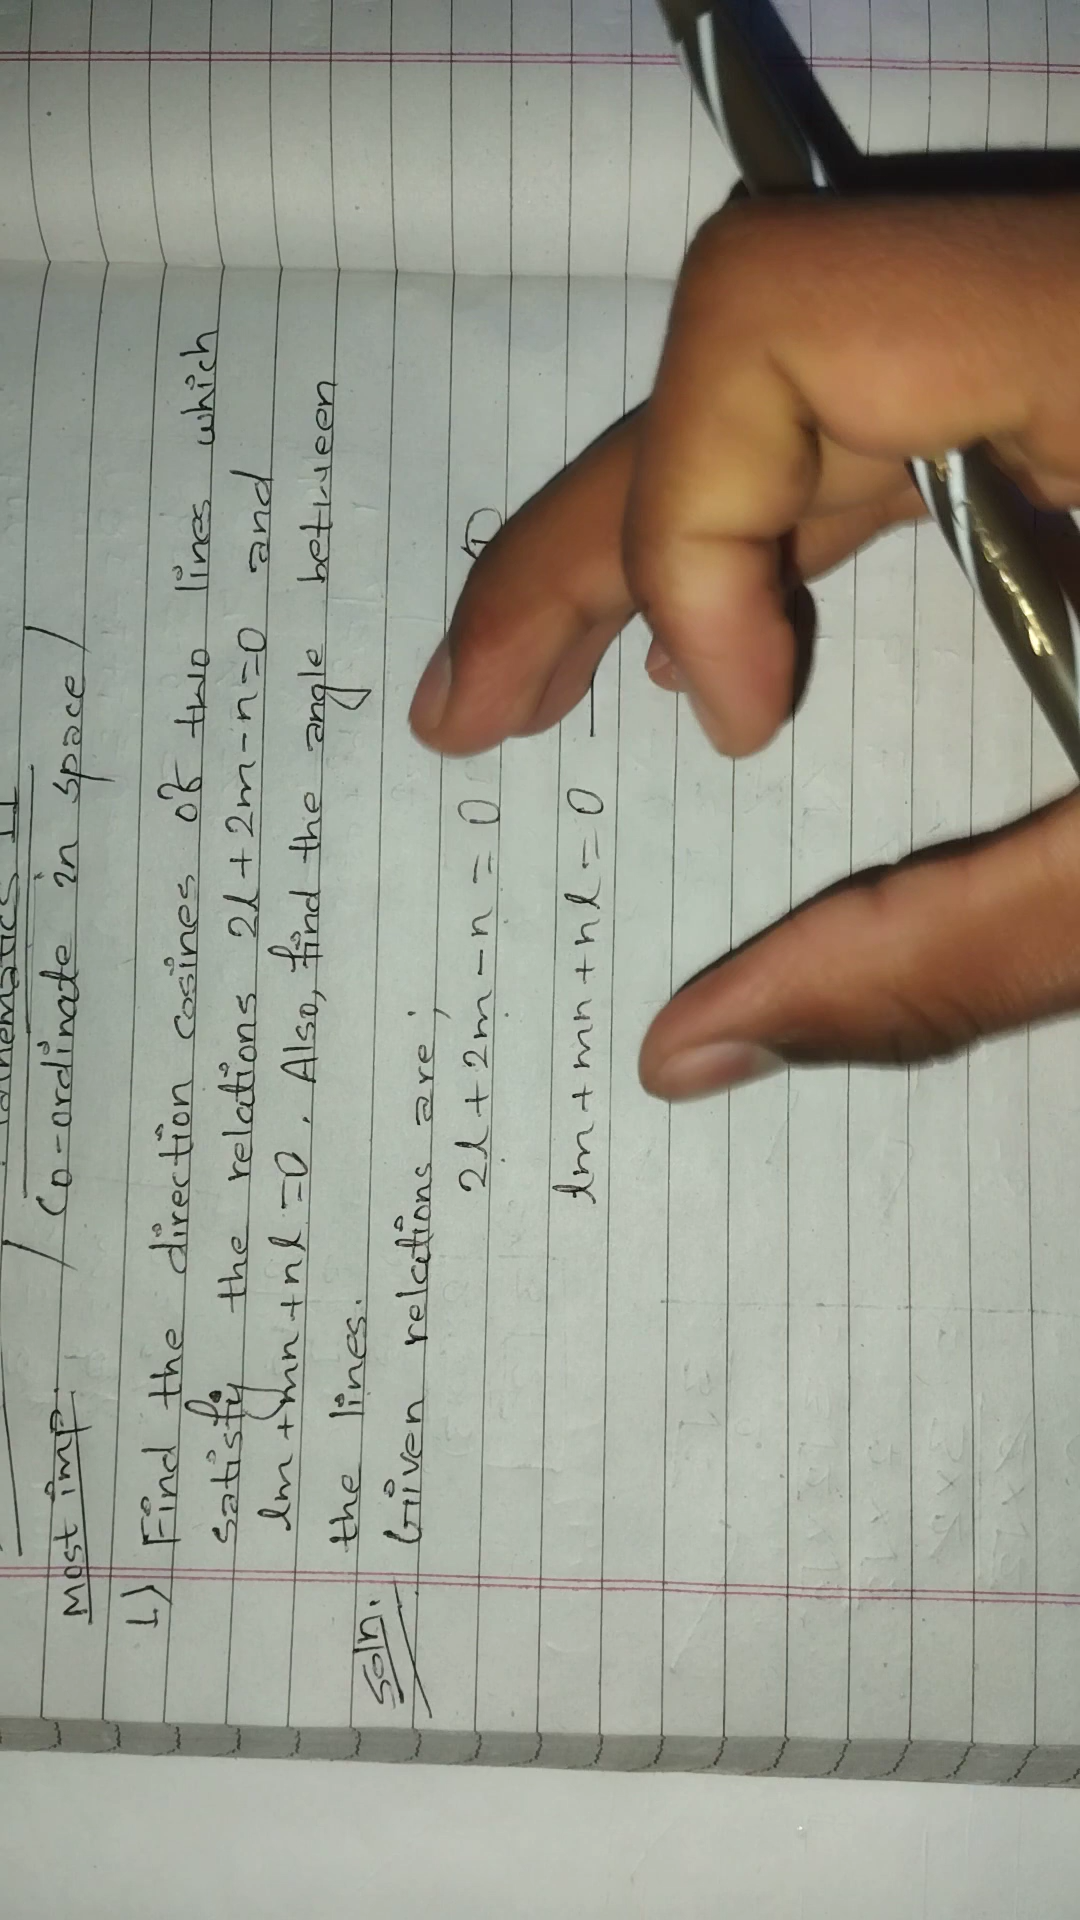 Most imp. / Co-ordinate in space /
1) Find the direction cosines of two lines which
satisfy the relations 2l + 2m - n = 0 and
lm + mn + nl = 0. Also, find the angle between
the lines.
Soln. Given relations are,
2l + 2m - n = 0
lm + mn + nl = 0